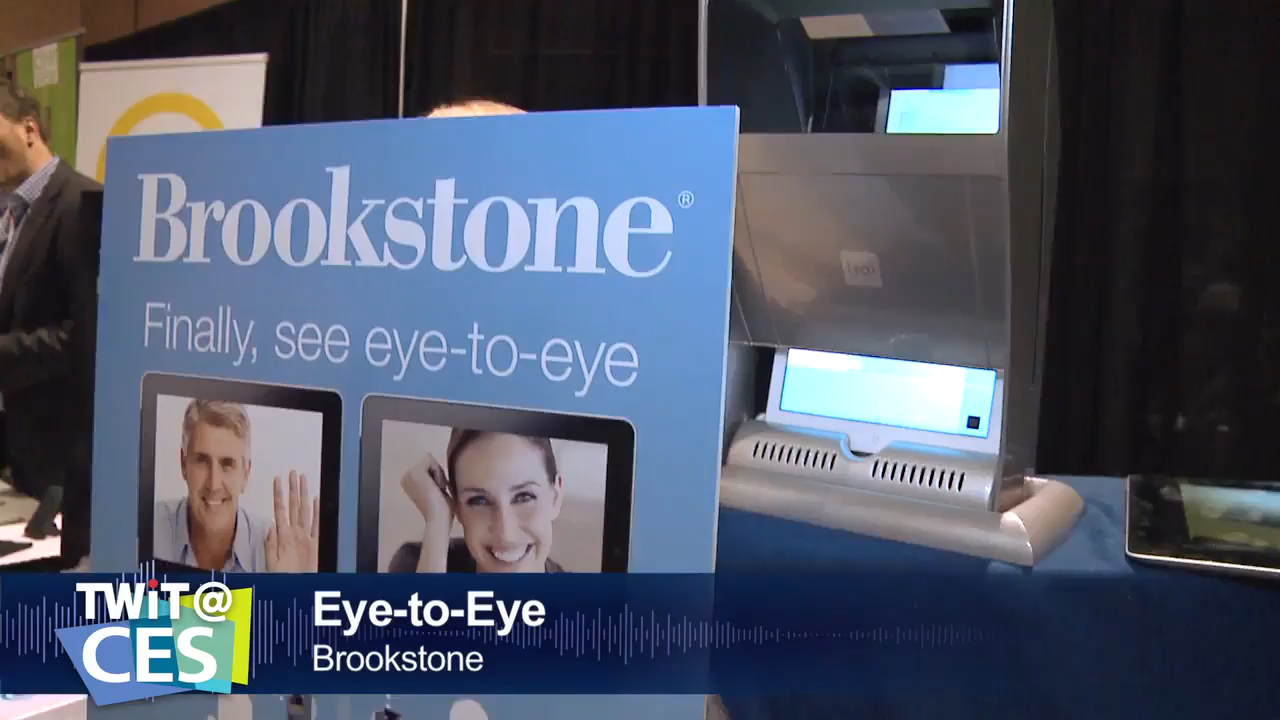 Brookstone®
Finally, see eye-to-eye
TWiT@
CES
Eye-to-Eye
Brookstone